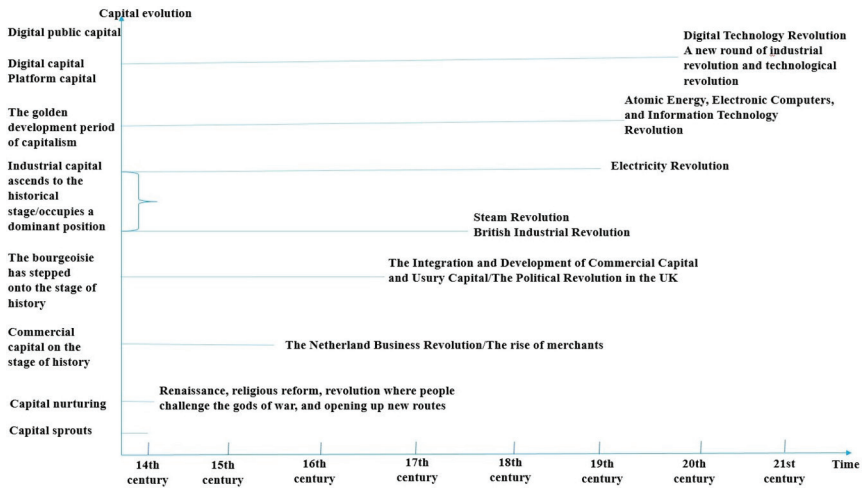 Capital evolution
Digital public capital
Digital Technology Revolution
A new round of industrial
revolution and technological
revolution
Digital capital
Platform capital
Atomic Energy, Electronic Computers,
and Information Technology
Revolution
The golden
development period
of capitalism
Industrial capital
ascends to the
historical
stage/occupies a
dominant position
Electricity Revolution
Steam Revolution
British Industrial Revolution
The bourgeoisie
has stepped
onto the stage of
history
The Integration and Development of Commercial Capital
and Usury Capital/The Political Revolution in the UK
Commercial
capital on the
stage of history
The Netherland Business Revolution/The rise of merchants
Renaissance, religious reform, revolution where people
challenge the gods of war, and opening up new routes
Capital nurturing
Capital sprouts
14th
century
15th
century
16th
century
17th
century
18th
century
19th
century
20th
century
21st
century
Time